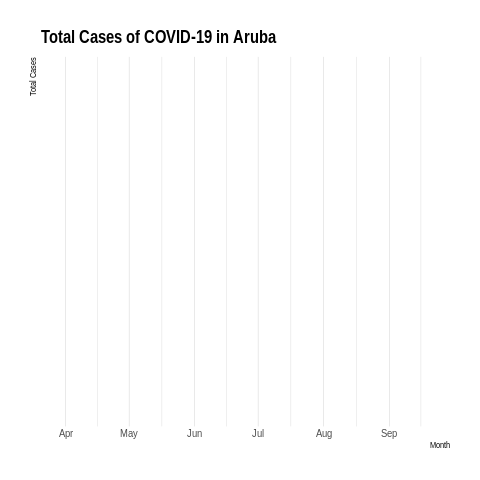 Total Cases of COVID-19 in Aruba
Total Cases
Apr May Jun Jul Aug Sep
Month